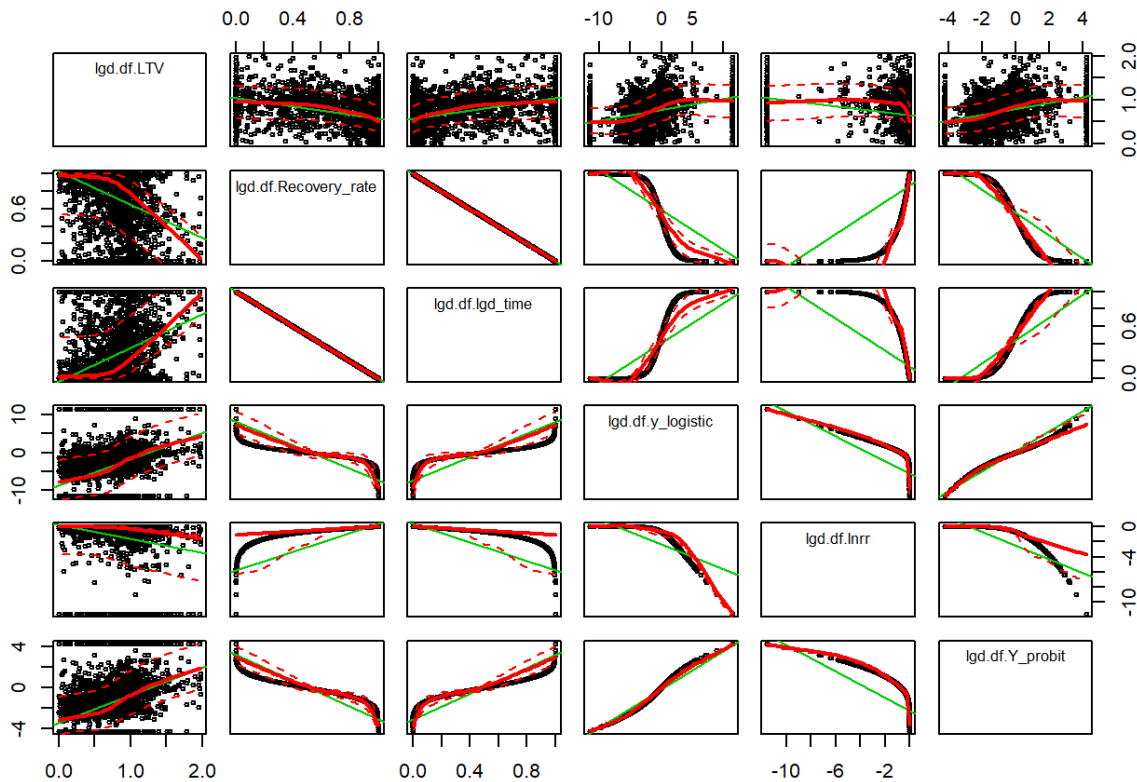 0.0 0.4 0.8 -10 0 5 -4 -2 0 2 4
lgd.df.LTV
0.0 1.0 2.0
0.0 0.6
lgd.df.Recovery_rate
lgd.df.lgd_time
0.0 0.6
-10 0 10
lgd.df.y_logistic
lgd.df.lnrr
-10 -4 0
-4 0 4
lgd.df.Y_probit
0.0 1.0 2.0 0.0 0.4 0.8 -10 -6 -2